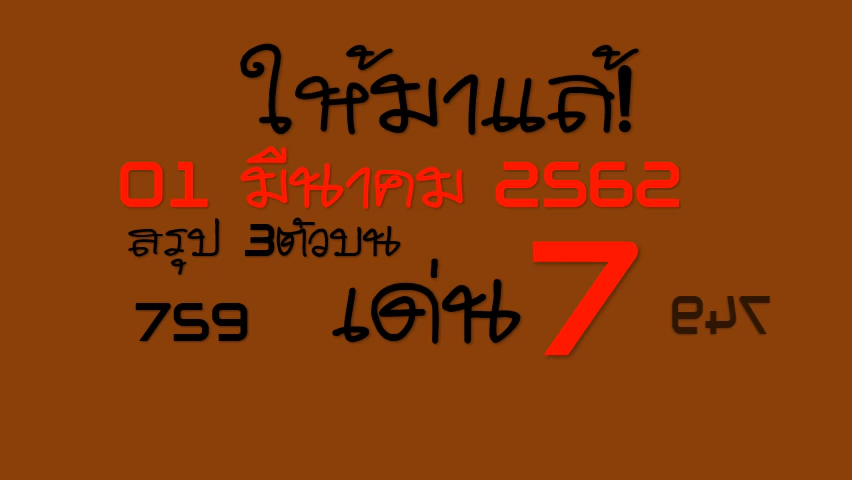 ให้มาแล้!
01 มีนาคม 2562
สรุป 3ตัวบน
759 เด่น 7 749